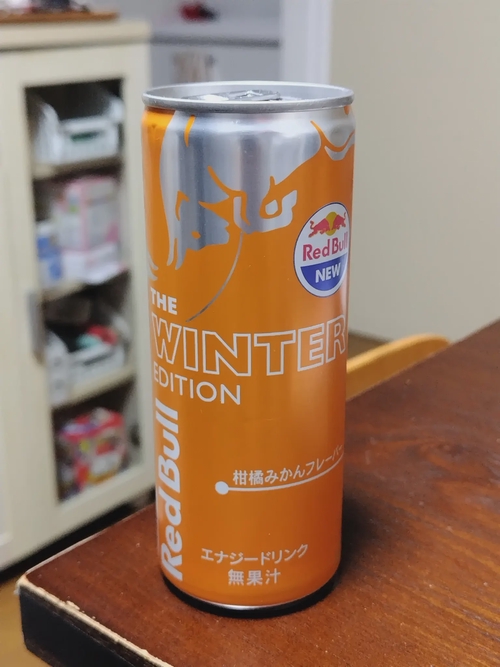 Red Bull
NEW
THE
WINTER
EDITION
Red Bull
柑橘みかんフレーバー
エナジードリンク
無果汁